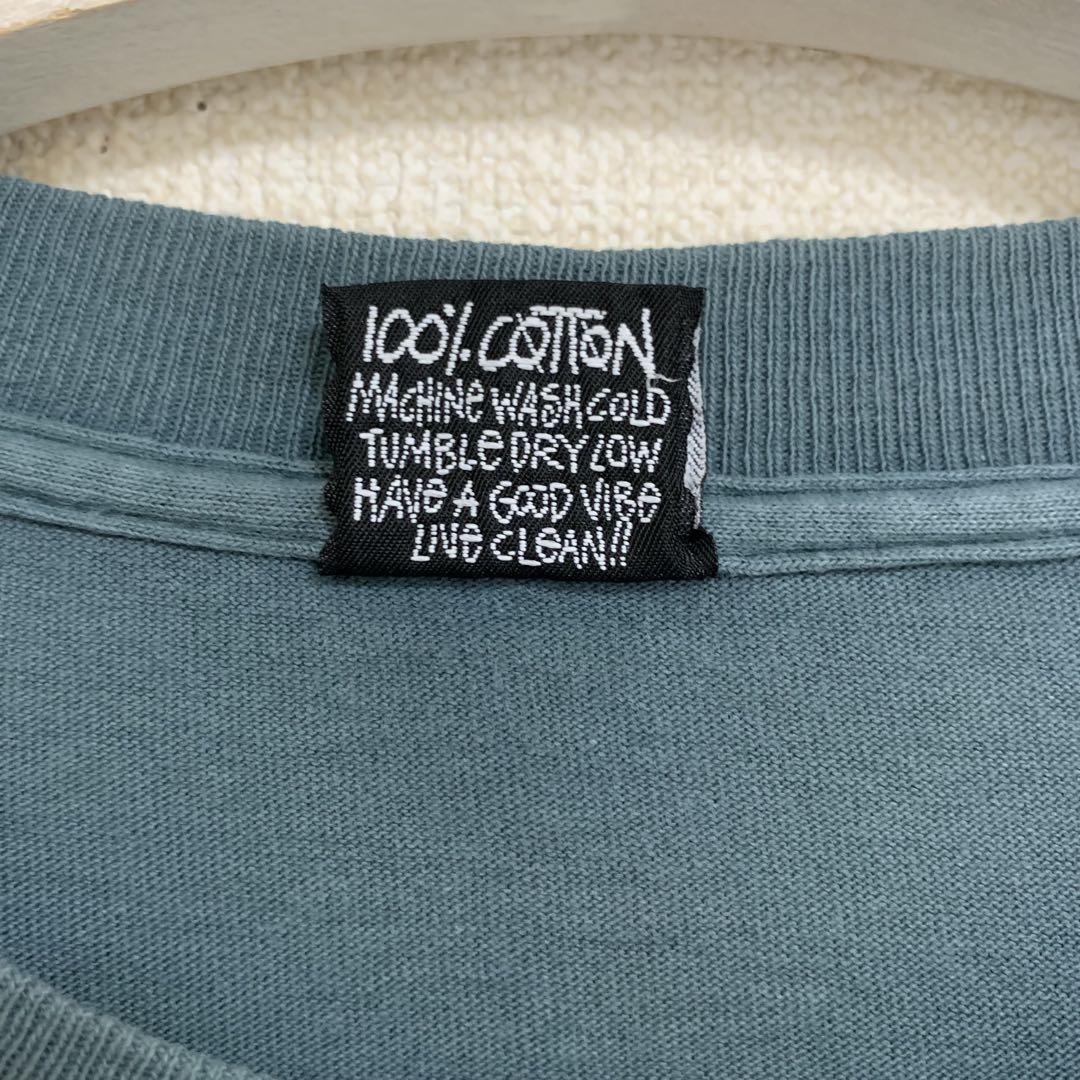 100% COTTON
MACHINE WASH COLD
TUMBLE DRY LOW
HAVE A GOOD VIBE
LIVE CLEAN!!